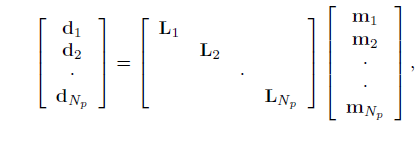 [ d₁ ; d₂ ; . ; d_{N_p} ] = [ L₁ ; L₂ ; . ; L_{N_p} ] [ m₁ ; m₂ ; . ; . ; m_{N_p} ] ,